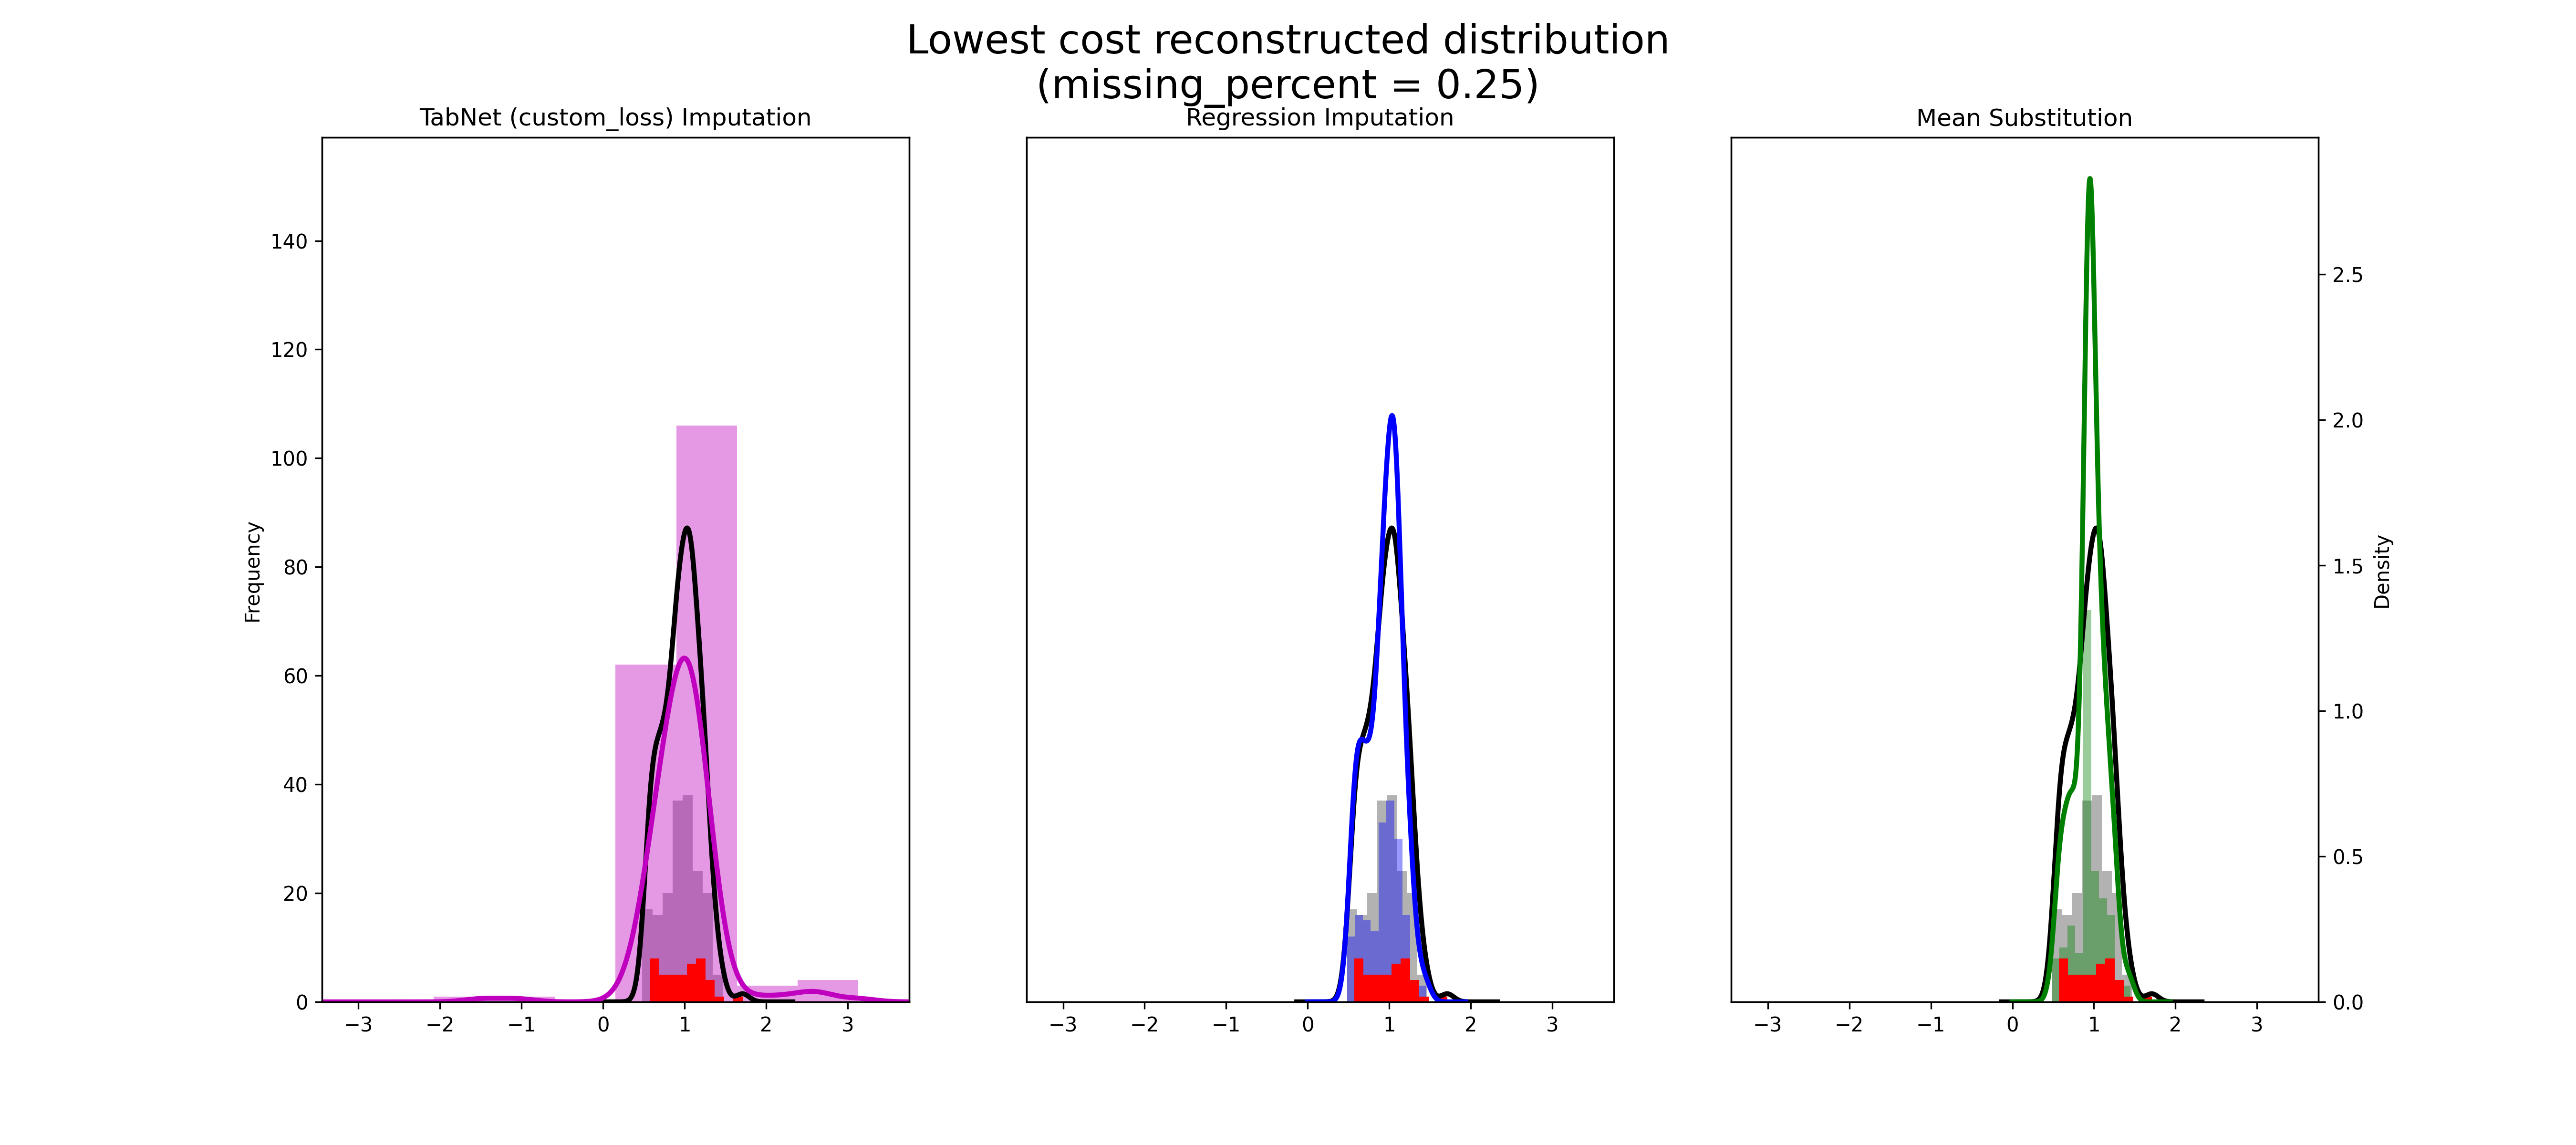 Lowest cost reconstructed distribution
(missing_percent = 0.25)
TabNet (custom_loss) Imputation
Regression Imputation
Mean Substitution
Frequency
140
120
100
80
60
40
20
0
−3 −2 −1 0 1 2 3
−3 −2 −1 0 1 2 3
−3 −2 −1 0 1 2 3
2.5
2.0
1.5
1.0
0.5
0.0
Density